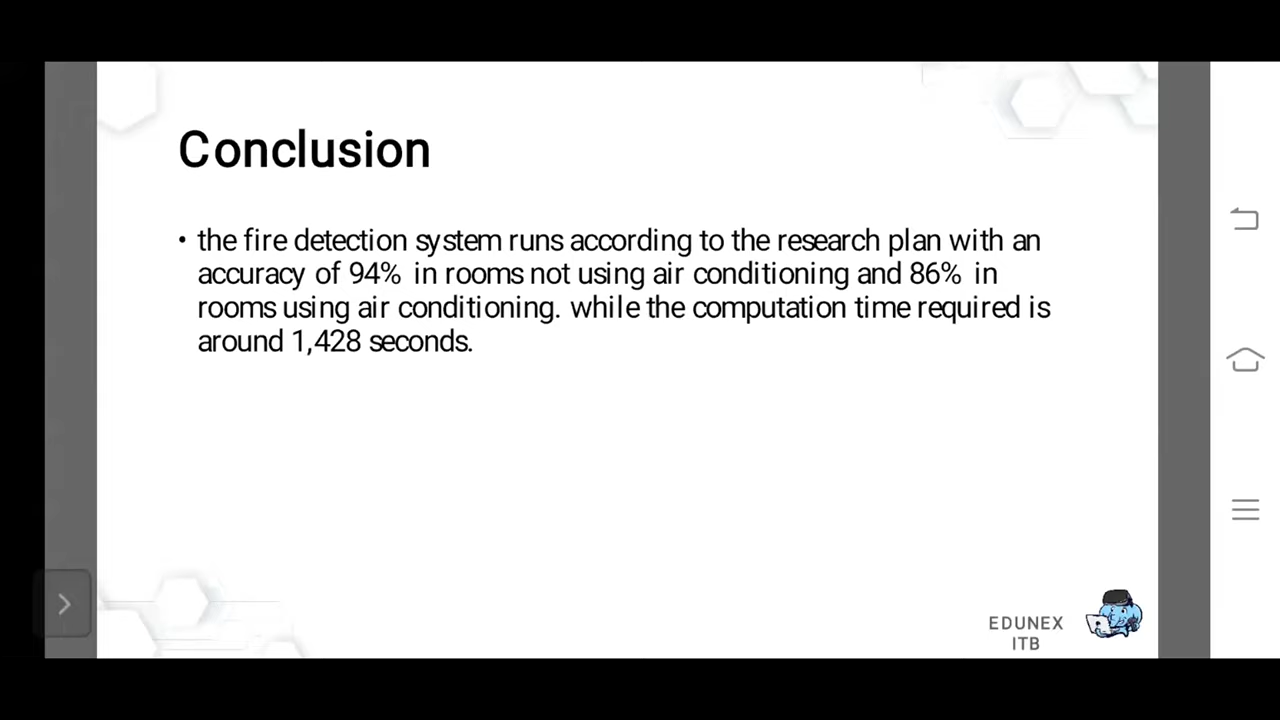 Conclusion
• the fire detection system runs according to the research plan with an
accuracy of 94% in rooms not using air conditioning and 86% in
rooms using air conditioning. while the computation time required is
around 1,428 seconds.
EDUNEX
ITB